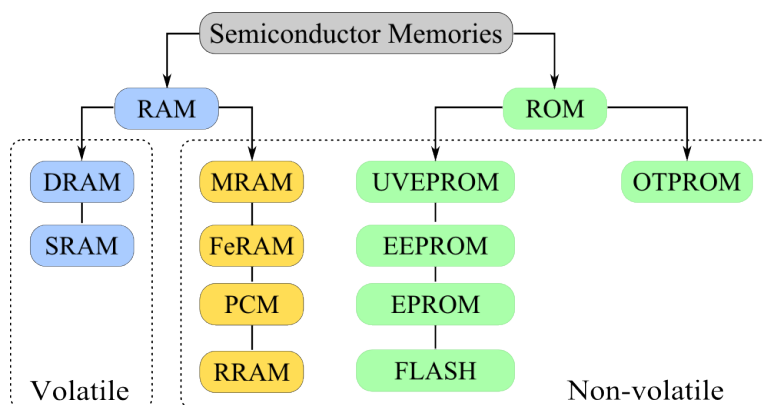 Semiconductor Memories
RAM
ROM
DRAM
MRAM
UVEPROM
OTPROM
SRAM
FeRAM
EEPROM
PCM
EPROM
RRAM
FLASH
Volatile
Non-volatile